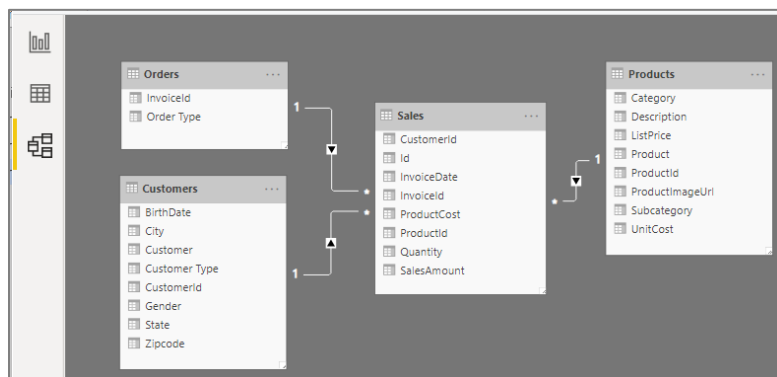 Orders
InvoiceId
Order Type
1
Customers
BirthDate
City
Customer
Customer Type
CustomerId
Gender
State
Zipcode
1
Sales
CustomerId
Id
InvoiceDate
InvoiceId
ProductCost
ProductId
Quantity
SalesAmount
*
*
*
1
Products
Category
Description
ListPrice
Product
ProductId
ProductImageUrl
Subcategory
UnitCost